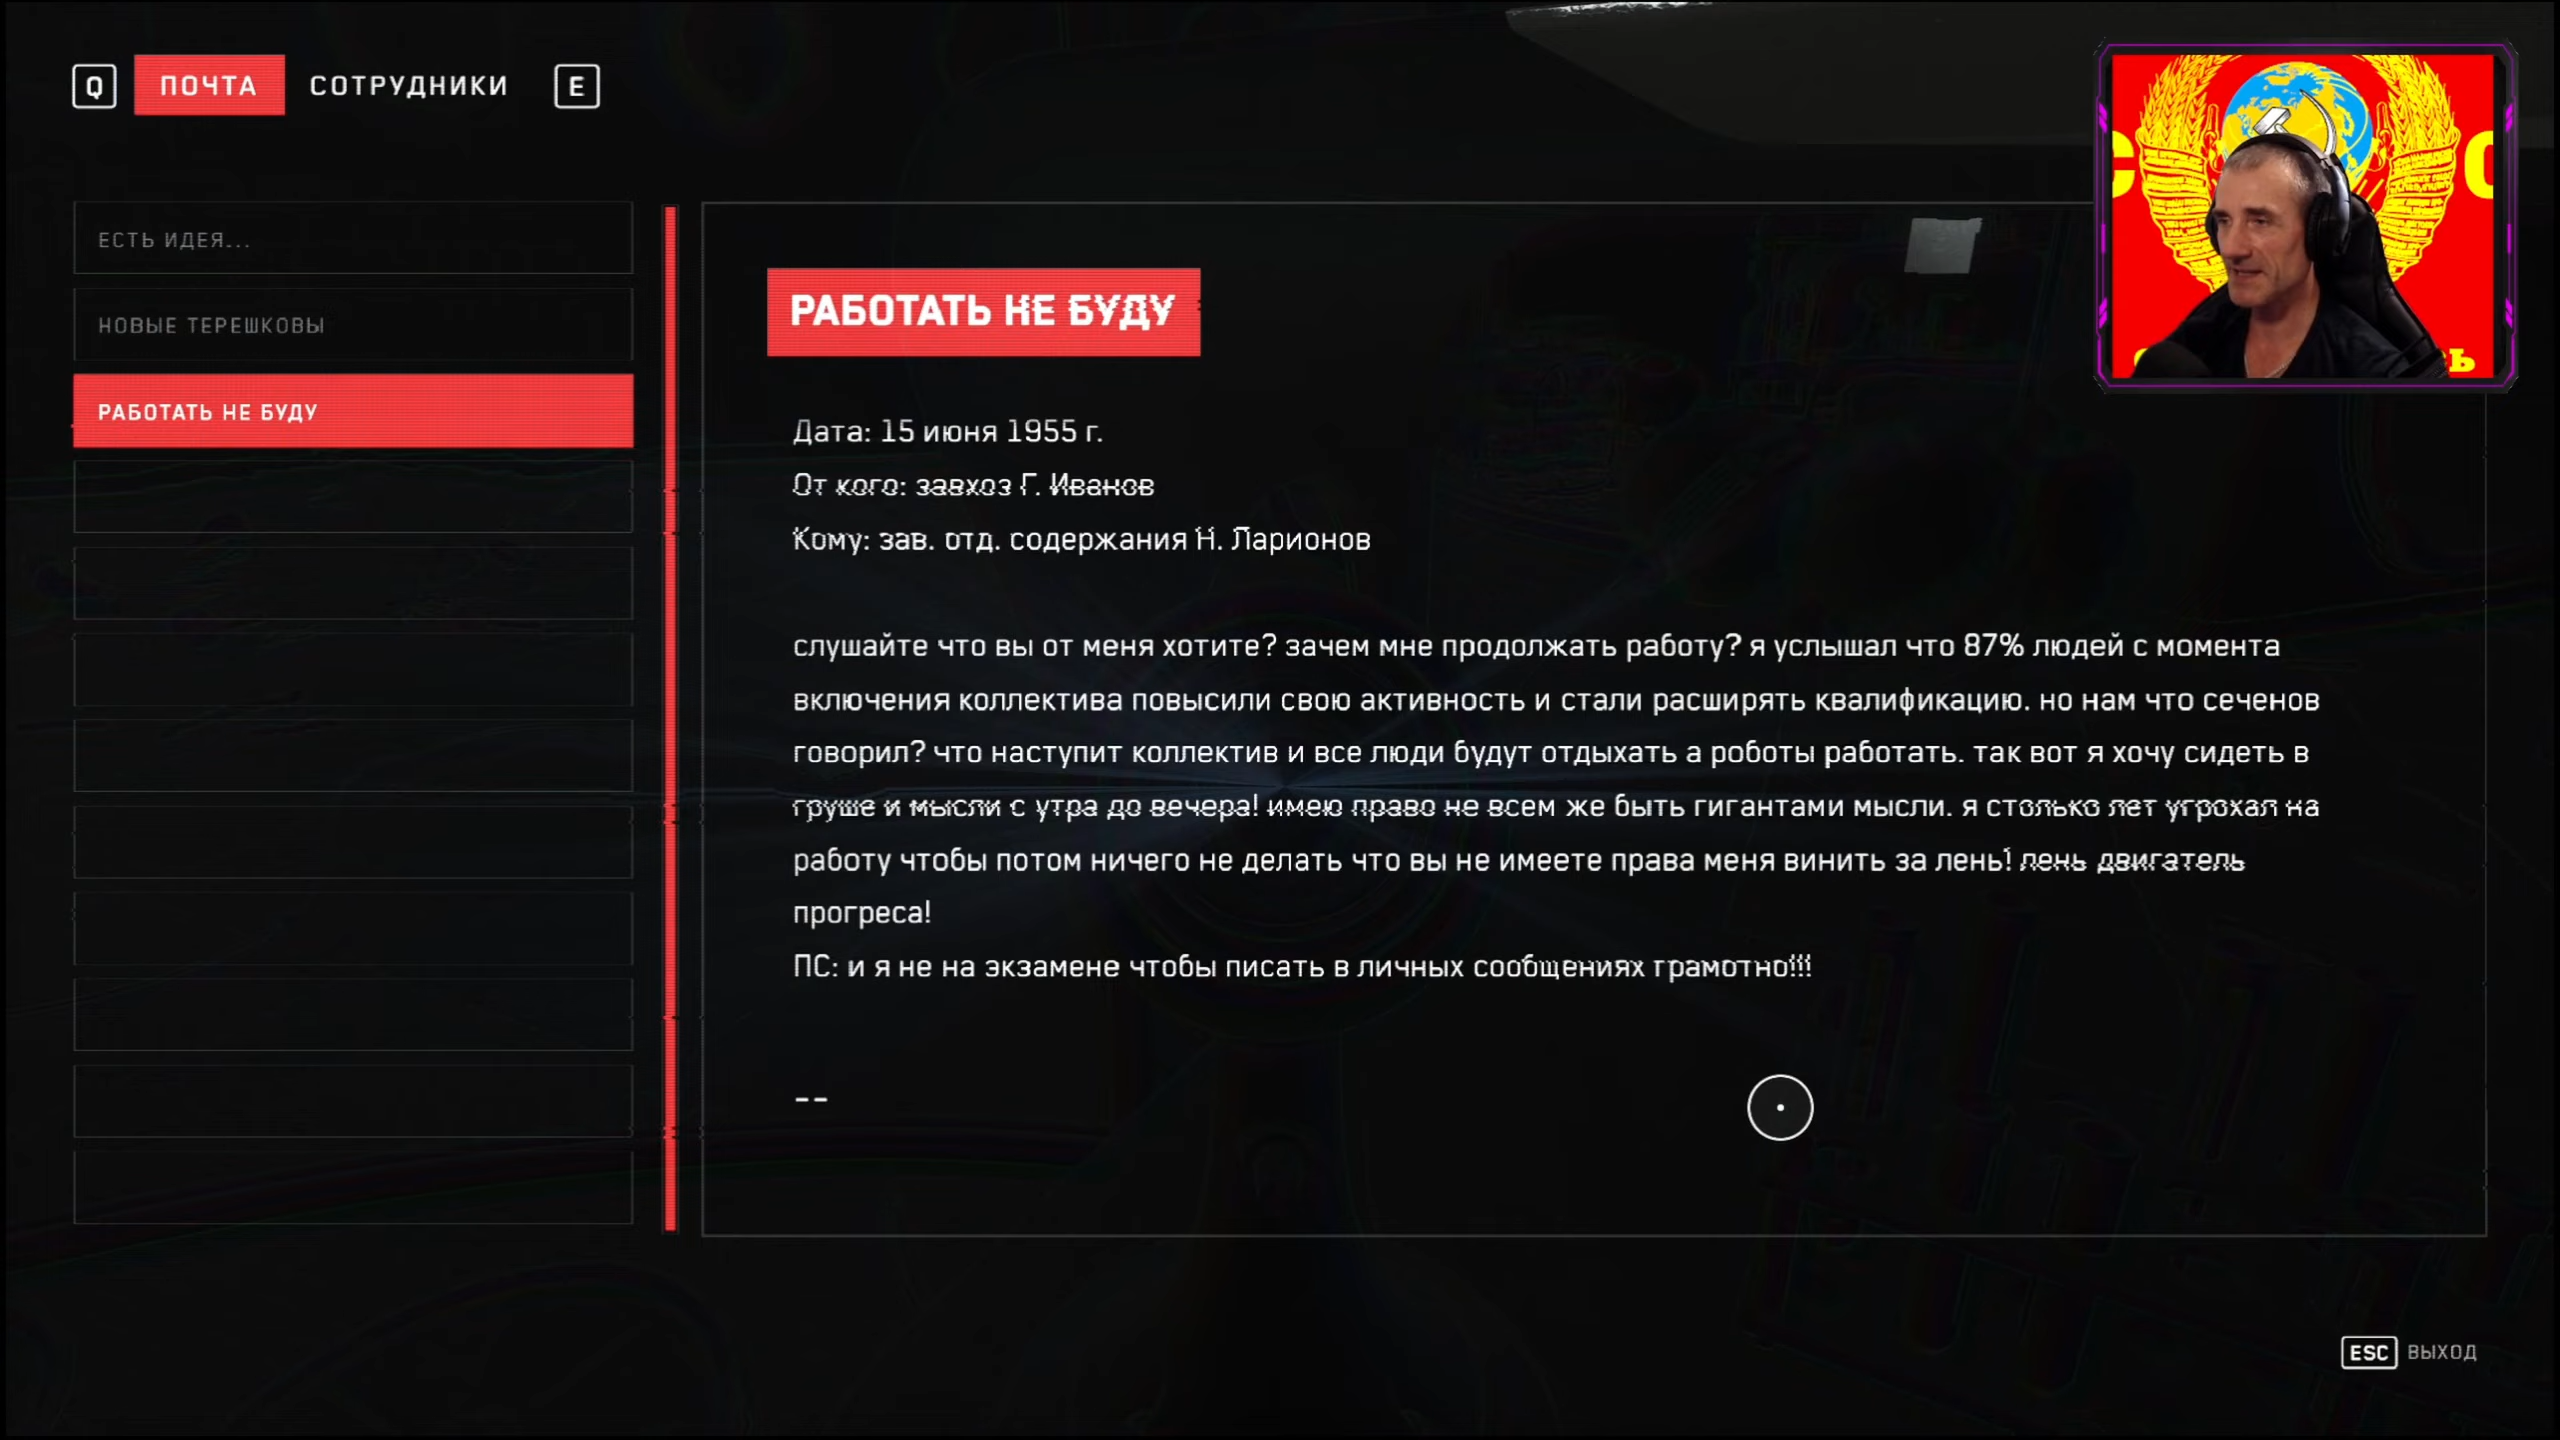 Q ПОЧТА СОТРУДНИКИ E
ЕСТЬ ИДЕЯ...
НОВЫЕ ТЕРЕШКОВЫ
РАБОТАТЬ НЕ БУДУ
РАБОТАТЬ НЕ БУДУ
Дата: 15 июня 1955 г.
От кого: завхоз Г. Иванов
Кому: зав. отд. содержания Н. Ларионов
слушайте что вы от меня хотите? зачем мне продолжать работу? я услышал что 87% людей с момента
включения коллектива повысили свою активность и стали расширять квалификацию. но нам что сеченов
говорил? что наступит коллектив и все люди будут отдыхать а роботы работать. так вот я хочу сидеть в
груше и мысли с утра до вечера! имею право не всем же быть гигантами мысли. я столько лет угрохал на
работу чтобы потом ничего не делать что вы не имеете права меня винить за лень! лень двигатель
прогреса!
ПС: и я не на экзамене чтобы писать в личных сообщениях грамотно!!!
--
ESC ВЫХОД